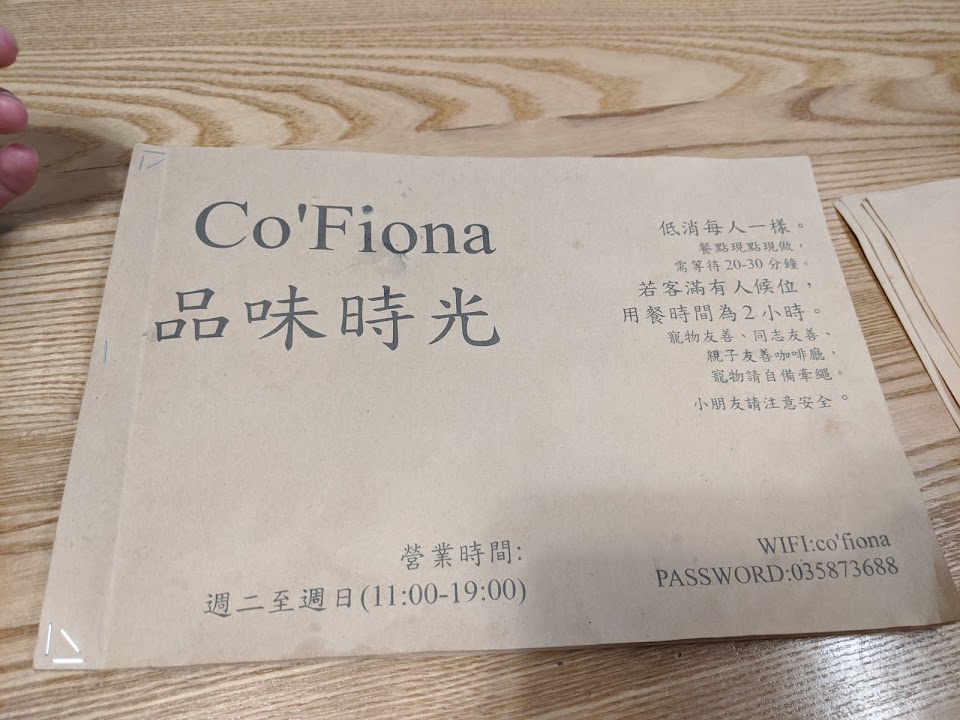 Co'Fiona
品味時光
低消每人一樣。
餐點現點現做，
需等待20-30分鐘。
若客滿有人候位，
用餐時間為2小時。
寵物友善、同志友善、
親子友善咖啡廳，
寵物請自備牽繩。
小朋友請注意安全。
營業時間:
週二至週日(11:00-19:00)
WIFI:co'fiona
PASSWORD:035873688